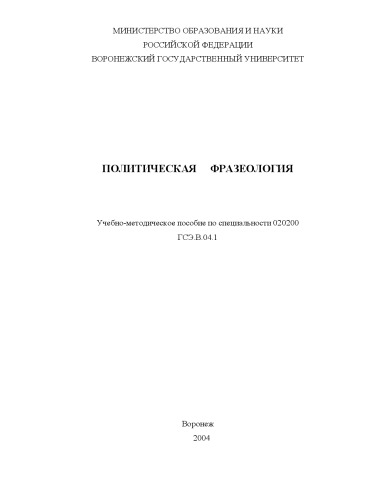 МИНИСТЕРСТВО ОБРАЗОВАНИЯ И НАУКИ
РОССИЙСКОЙ ФЕДЕРАЦИИ
ВОРОНЕЖСКИЙ ГОСУДАРСТВЕННЫЙ УНИВЕРСИТЕТ
ПОЛИТИЧЕСКАЯ ФРАЗЕОЛОГИЯ
Учебно-методическое пособие по специальности 020200
ГСЭ.В.04.1
Воронеж
2004